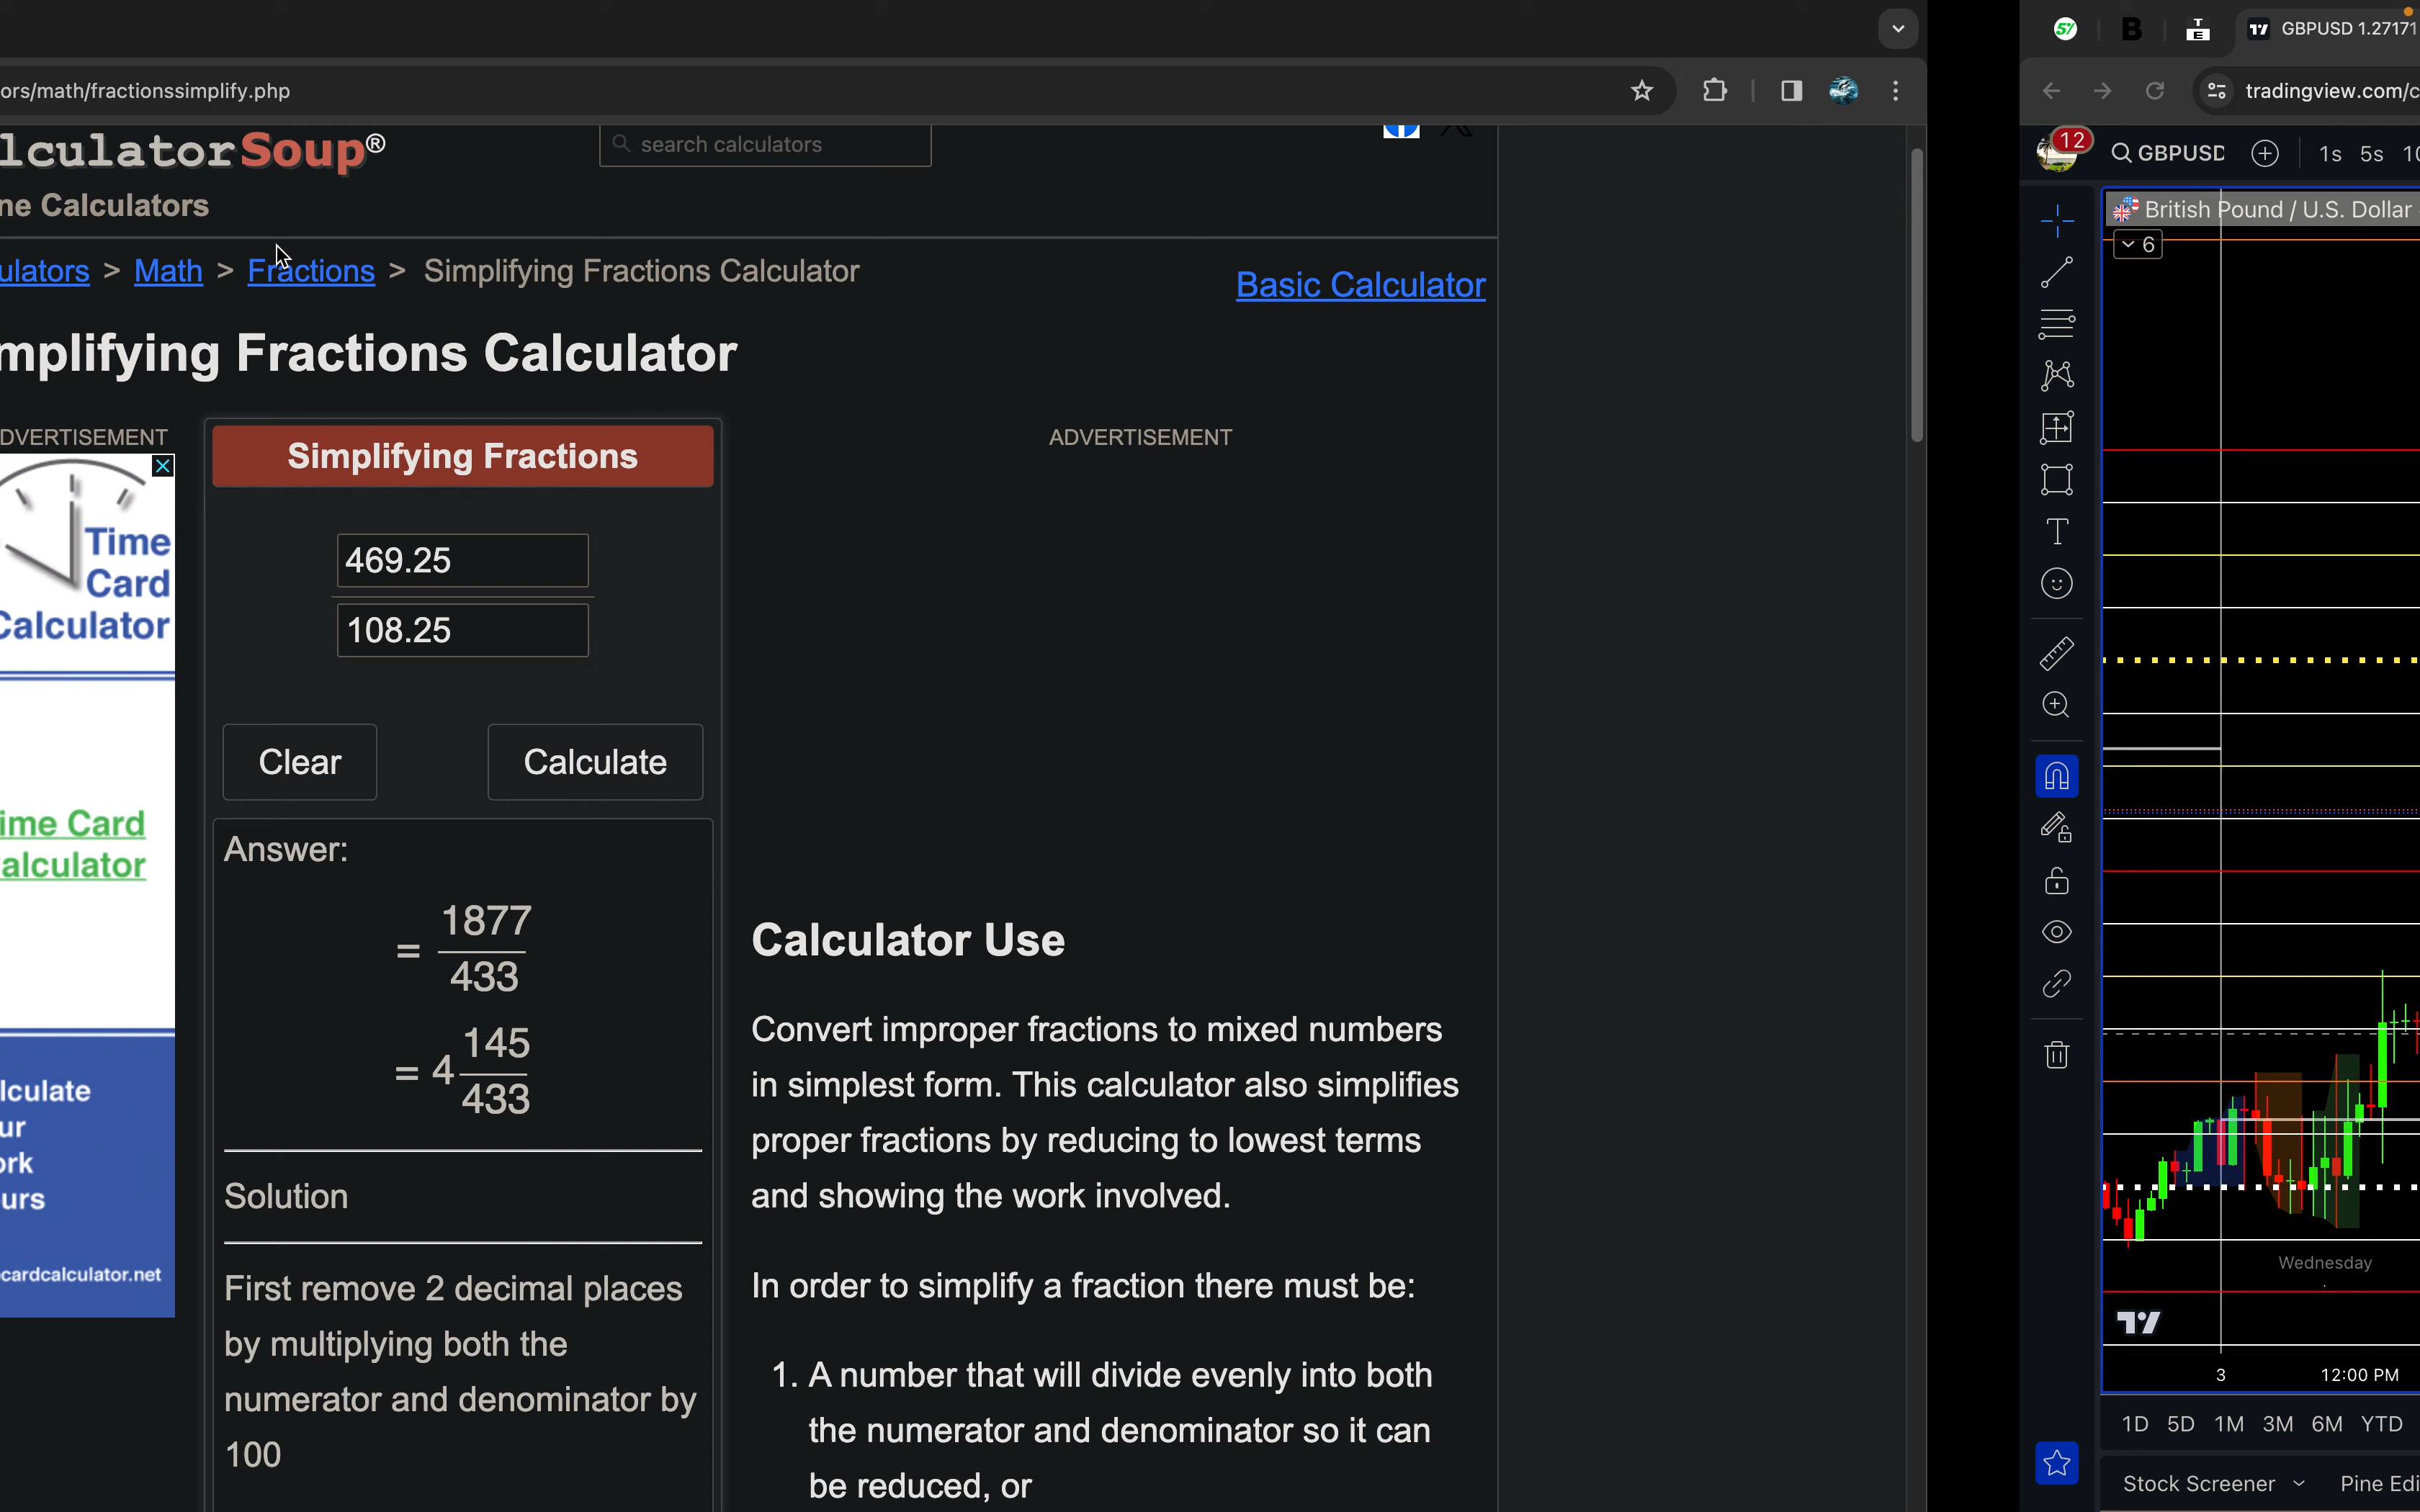 ors/math/fractionssimplify.php
lculatorSoup®
search calculators
ne Calculators
ulators > Math > Fractions > Simplifying Fractions Calculator
Basic Calculator
mplifying Fractions Calculator
DVERTISEMENT
Time
Card
Calculator
ime Card
alculator
lculate
ur
ork
urs
cardcalculator.net
Simplifying Fractions
469.25
108.25
Clear
Calculate
Answer:
= 1877
433
= 4 145
433
Solution
First remove 2 decimal places
by multiplying both the
numerator and denominator by
100
ADVERTISEMENT
Calculator Use
Convert improper fractions to mixed numbers
in simplest form. This calculator also simplifies
proper fractions by reducing to lowest terms
and showing the work involved.
In order to simplify a fraction there must be:
1. A number that will divide evenly into both
the numerator and denominator so it can
be reduced, or
B
T
E
GBPUSD 1.27171
tradingview.com/c
12
GBPUSD
1s 5s 10
British Pound / U.S. Dollar
6
Wednesday
3 12:00 PM
1D 5D 1M 3M 6M YTD
Stock Screener
Pine Edi